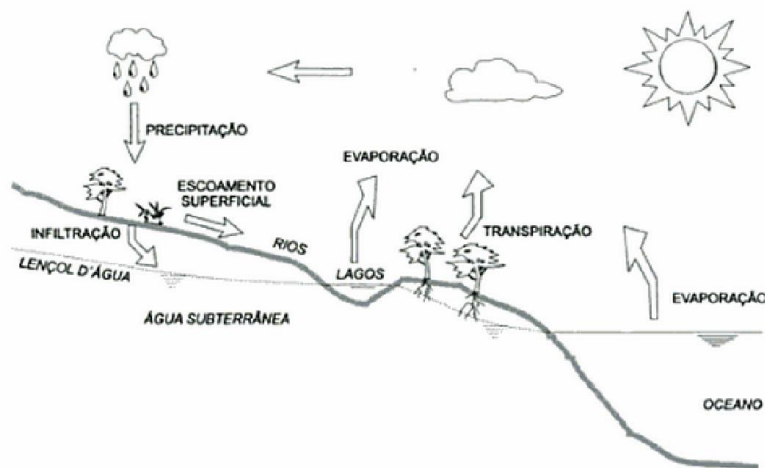 PRECIPITAÇÃO
EVAPORAÇÃO
ESCOAMENTO
SUPERFICIAL
INFILTRAÇÃO
RIOS
TRANSPIRAÇÃO
LENÇOL D'ÁGUA
LAGOS
EVAPORAÇÃO
ÁGUA SUBTERRÂNEA
OCEANO